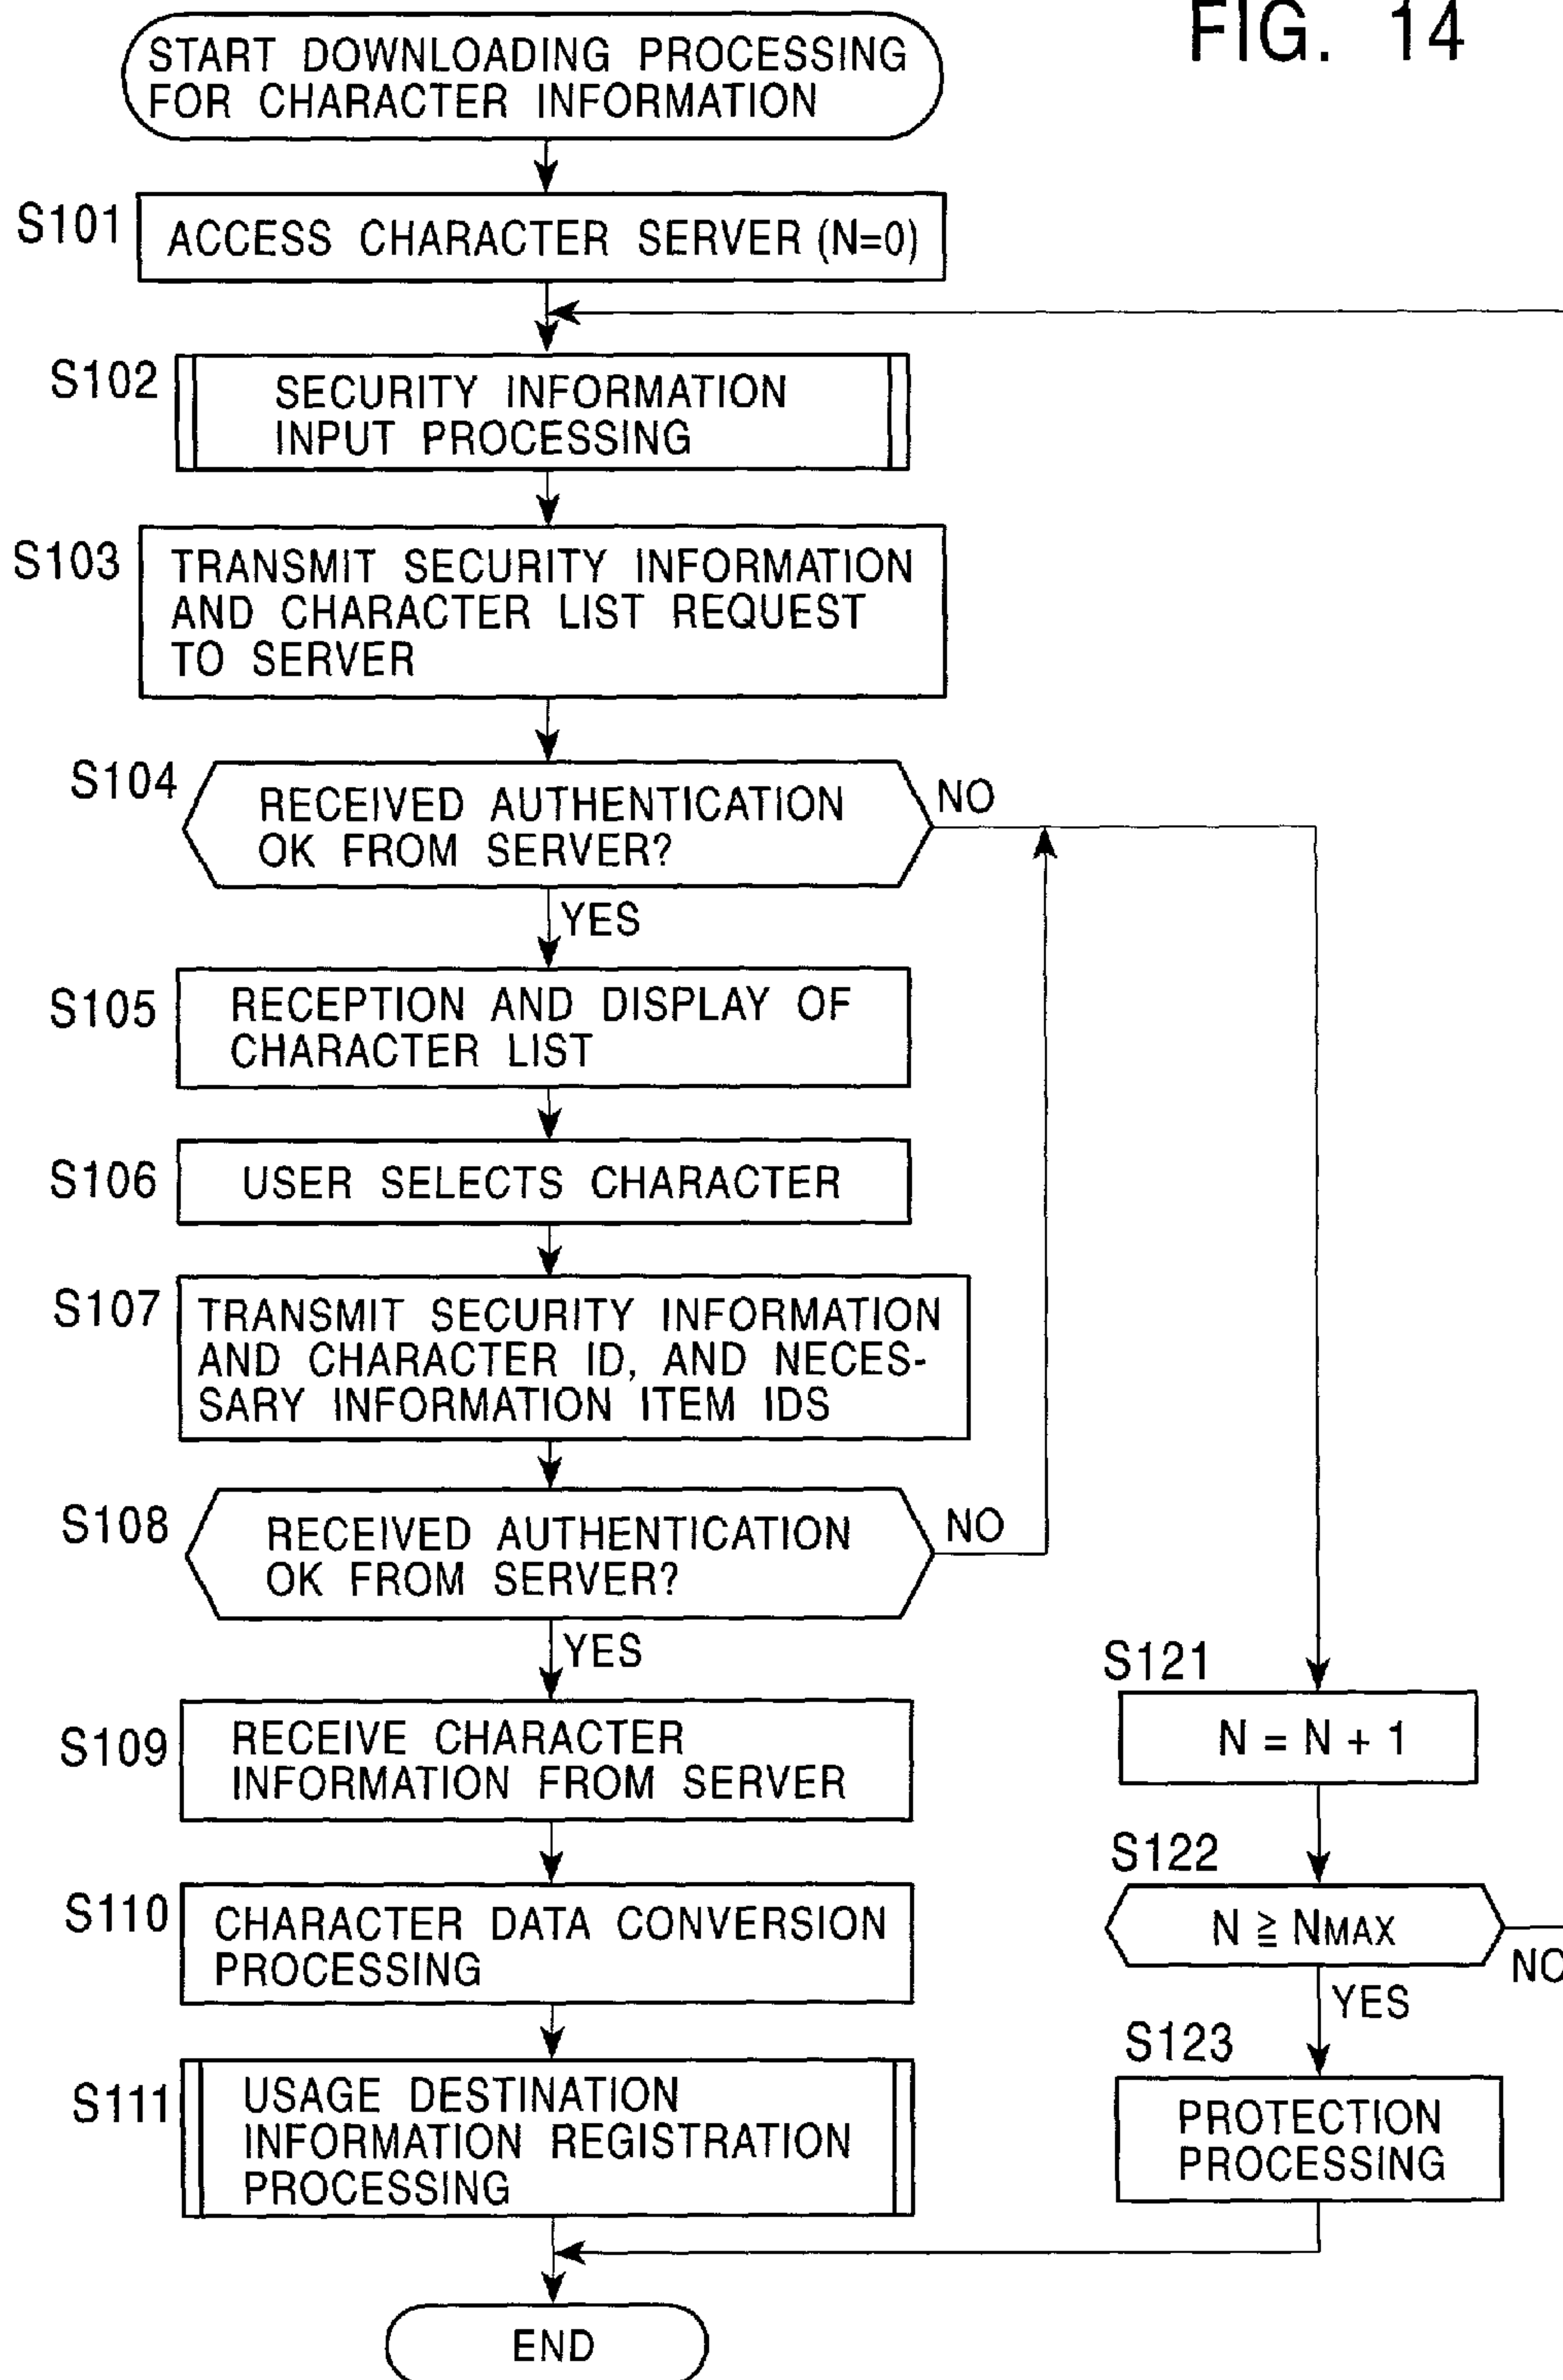 FIG. 14
START DOWNLOADING PROCESSING
FOR CHARACTER INFORMATION
S101
ACCESS CHARACTER SERVER (N=0)
S102
SECURITY INFORMATION
INPUT PROCESSING
S103
TRANSMIT SECURITY INFORMATION
AND CHARACTER LIST REQUEST
TO SERVER
S104
RECEIVED AUTHENTICATION
OK FROM SERVER?
NO
YES
S105
RECEPTION AND DISPLAY OF
CHARACTER LIST
S106
USER SELECTS CHARACTER
S107
TRANSMIT SECURITY INFORMATION
AND CHARACTER ID, AND NECES-
SARY INFORMATION ITEM IDS
S108
RECEIVED AUTHENTICATION
OK FROM SERVER?
NO
YES
S109
RECEIVE CHARACTER
INFORMATION FROM SERVER
S110
CHARACTER DATA CONVERSION
PROCESSING
S111
USAGE DESTINATION
INFORMATION REGISTRATION
PROCESSING
S121
N = N + 1
S122
N ≧ NMAX
NO
YES
S123
PROTECTION
PROCESSING
END